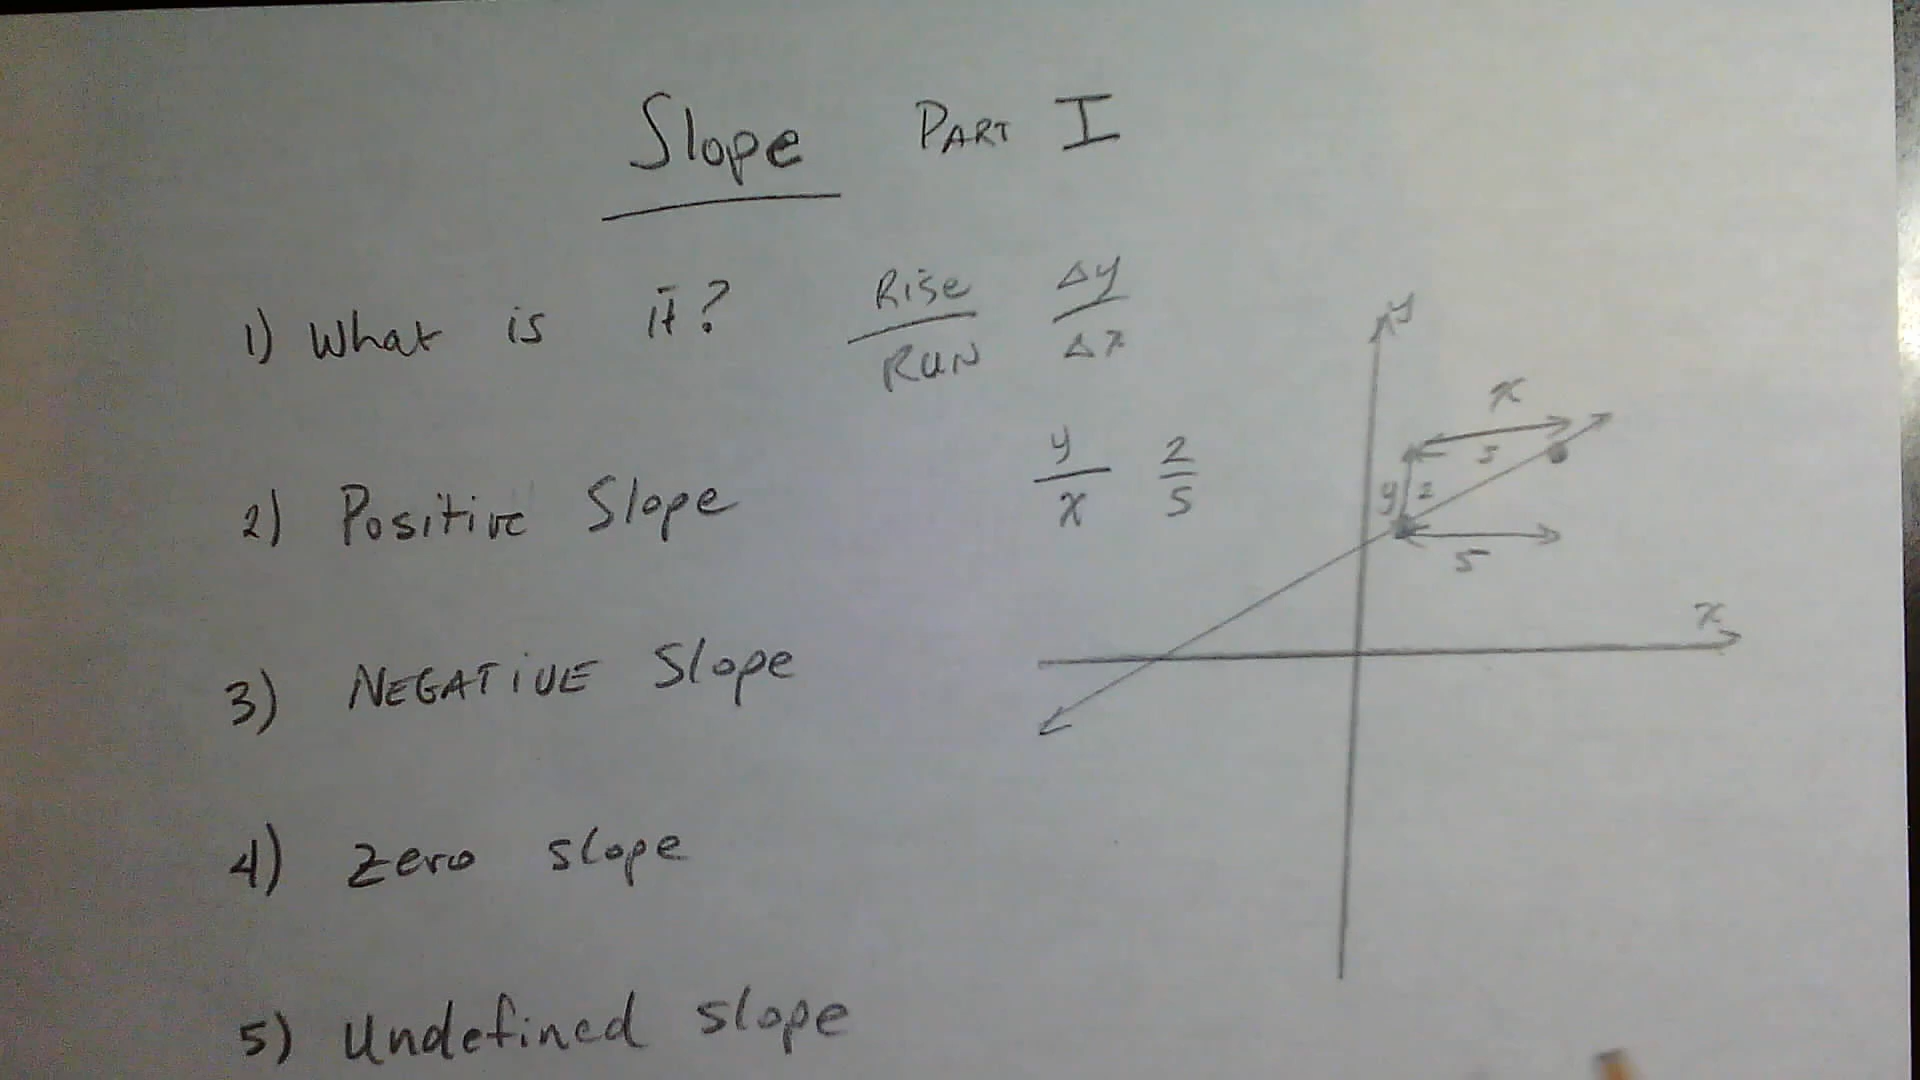 Slope PART I
1) What is it? Rise/RUN Δy/Δx
y/x 2/5
2) Positive Slope
3) NEGATIVE Slope
4) Zero slope
5) Undefined slope
y
x
5
y 2
5
x